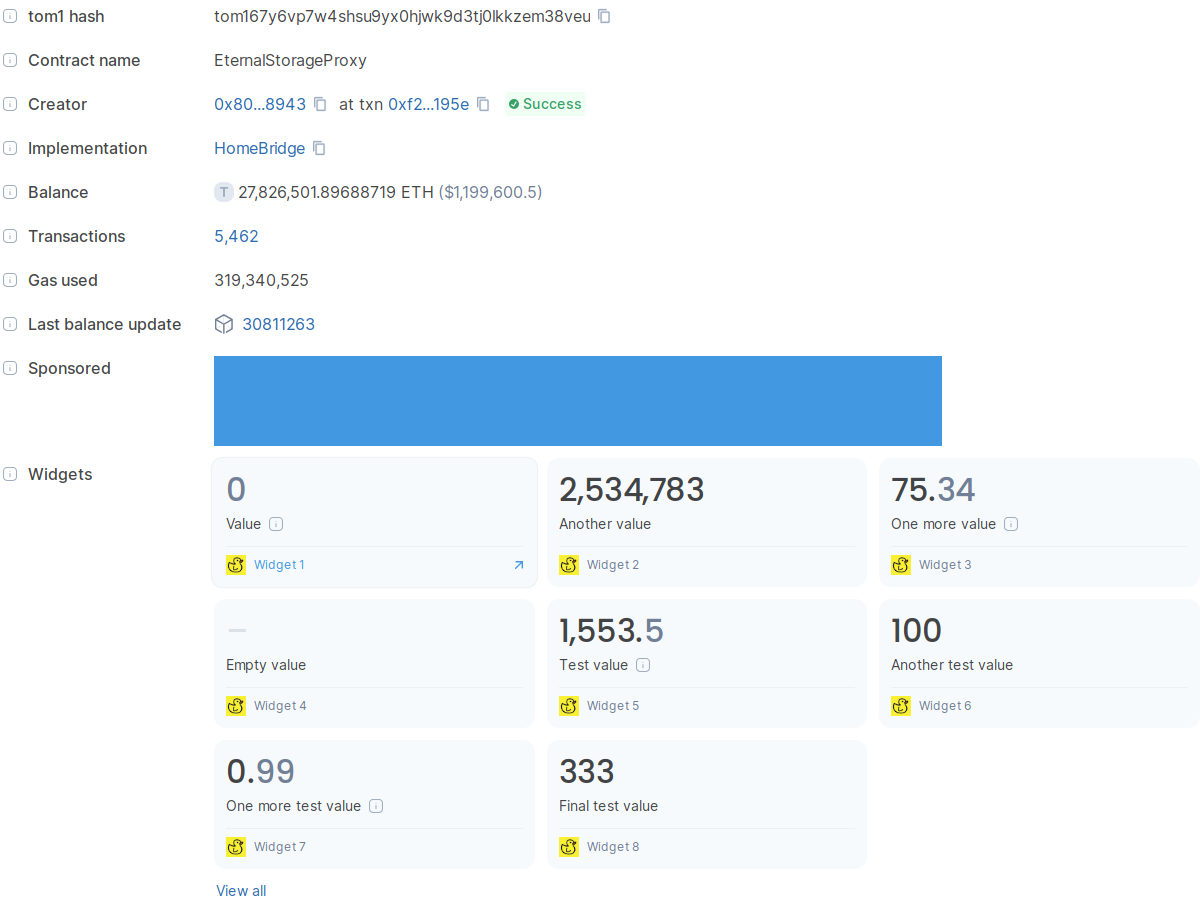 tom1 hash tom167y6vp7w4shsu9yx0hjwk9d3tj0lkkzem38veu
Contract name EternalStorageProxy
Creator 0x80...8943 at txn 0xf2...195e Success
Implementation HomeBridge
Balance T 27,826,501.89688719 ETH ($1,199,600.5)
Transactions 5,462
Gas used 319,340,525
Last balance update 30811263
Sponsored
Widgets
0
Value
Widget 1
2,534,783
Another value
Widget 2
75.34
One more value
Widget 3
—
Empty value
Widget 4
1,553.5
Test value
Widget 5
100
Another test value
Widget 6
0.99
One more test value
Widget 7
333
Final test value
Widget 8
View all